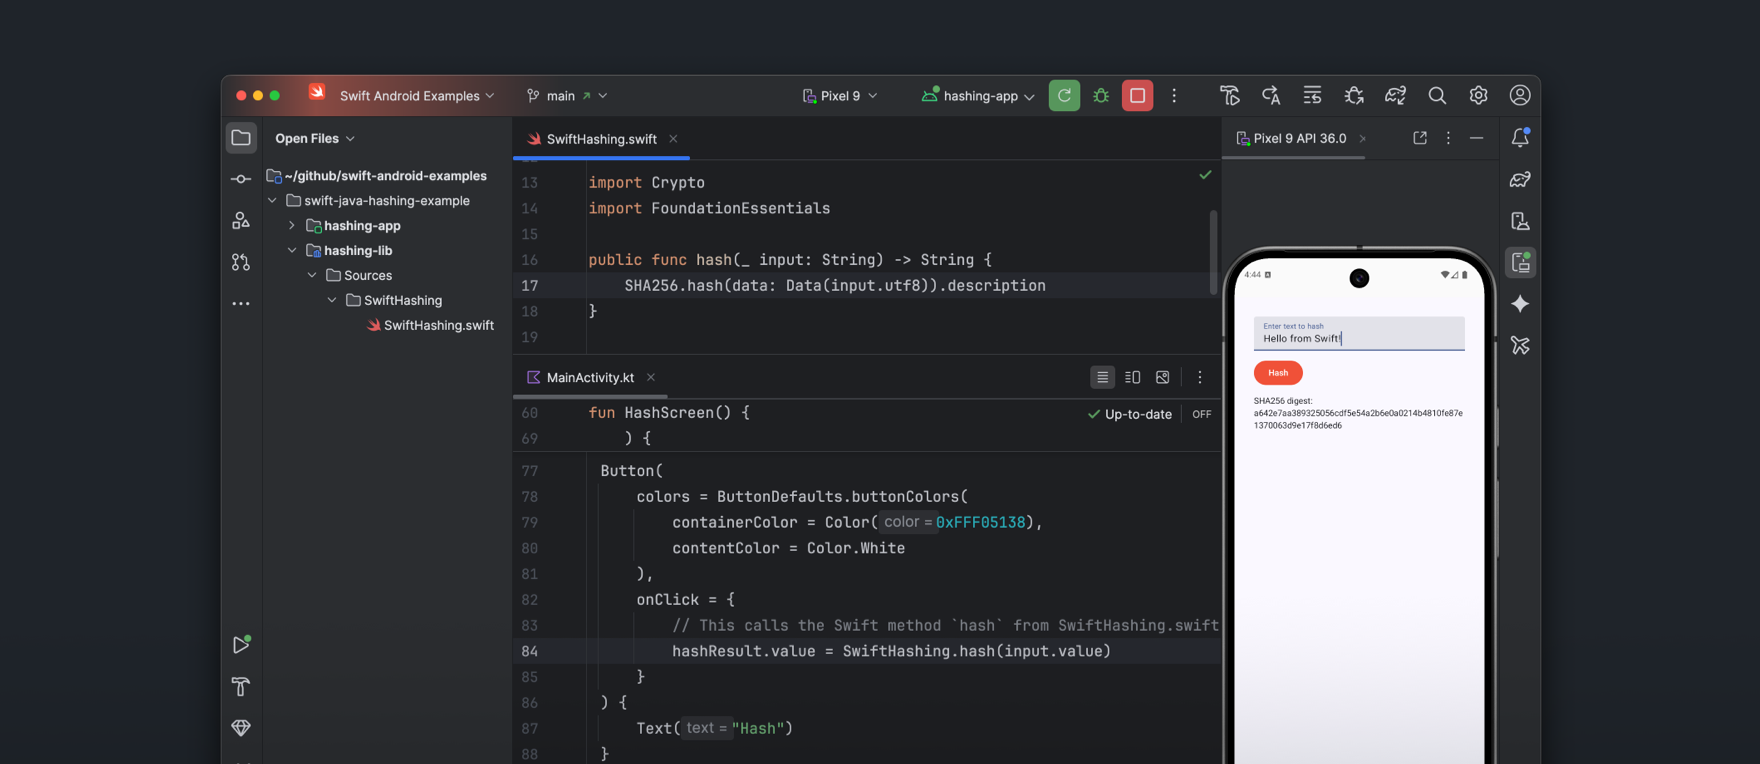 Swift Android Examples
main
Pixel 9
hashing-app
Open Files
~/github/swift-android-examples
swift-java-hashing-example
hashing-app
hashing-lib
Sources
SwiftHashing
SwiftHashing.swift
SwiftHashing.swift
13 import Crypto
14 import FoundationEssentials
15
16 public func hash(_ input: String) -> String {
17 SHA256.hash(data: Data(input.utf8)).description
18 }
19
MainActivity.kt
60 fun HashScreen() {
Up-to-date OFF
69 ) {
77 Button(
78 colors = ButtonDefaults.buttonColors(
79 containerColor = Color( color = 0xFFF05138),
80 contentColor = Color.White
81 ),
82 onClick = {
83 // This calls the Swift method `hash` from SwiftHashing.swift
84 hashResult.value = SwiftHashing.hash(input.value)
85 }
86 ) {
87 Text( text = "Hash")
88 }
Pixel 9 API 36.0
4:44
Enter text to hash
Hello from Swift!
Hash
SHA256 digest:
a642e7aa389325056cdf5e54a2b6e0a0214b4810fe87e
1370063d9e17f8d6ed6